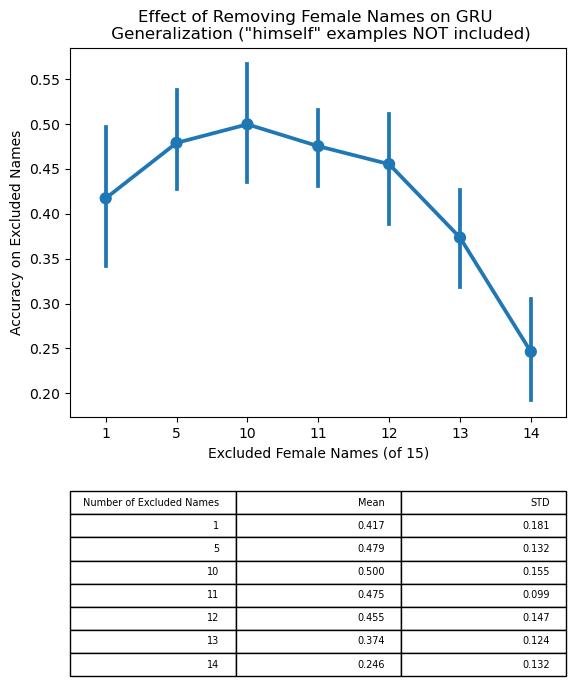 Effect of Removing Female Names on GRU
Generalization ("himself" examples NOT included)
Accuracy on Excluded Names
0.55
0.50
0.45
0.40
0.35
0.30
0.25
0.20
1 5 10 11 12 13 14
Excluded Female Names (of 15)
Number of Excluded Names Mean STD
1 0.417 0.181
5 0.479 0.132
10 0.500 0.155
11 0.475 0.099
12 0.455 0.147
13 0.374 0.124
14 0.246 0.132